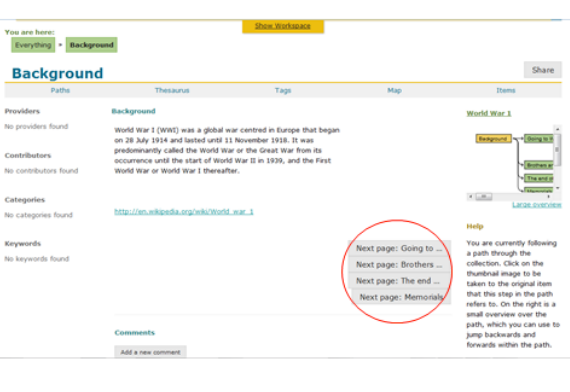 Show Workspace
You are here:
Everything
Background
Background
Share
Paths
Thesaurus
Tags
Map
Items
Providers
No providers found
Contributors
No contributors found
Categories
No categories found
Keywords
No keywords found
Background
World War I (WWI) was a global war centred in Europe that began
on 28 July 1914 and lasted until 11 November 1918. It was
predominantly called the World War or the Great War from its
occurrence until the start of World War II in 1939, and the First
World War or World War I thereafter.
http://en.wikipedia.org/wiki/World_war_1
Next page: Going to ...
Next page: Brothers ...
Next page: The end ...
Next page: Memorials
Comments
Add a new comment
World War 1
Background
Going to
Brothers
The end
Memorials
Large overview
Help
You are currently following
a path through the
collection. Click on the
thumbnail image to be
taken to the original item
that this step in the path
refers to. On the right is a
small overview over the
path, which you can use to
jump backwards and
forwards within the path.